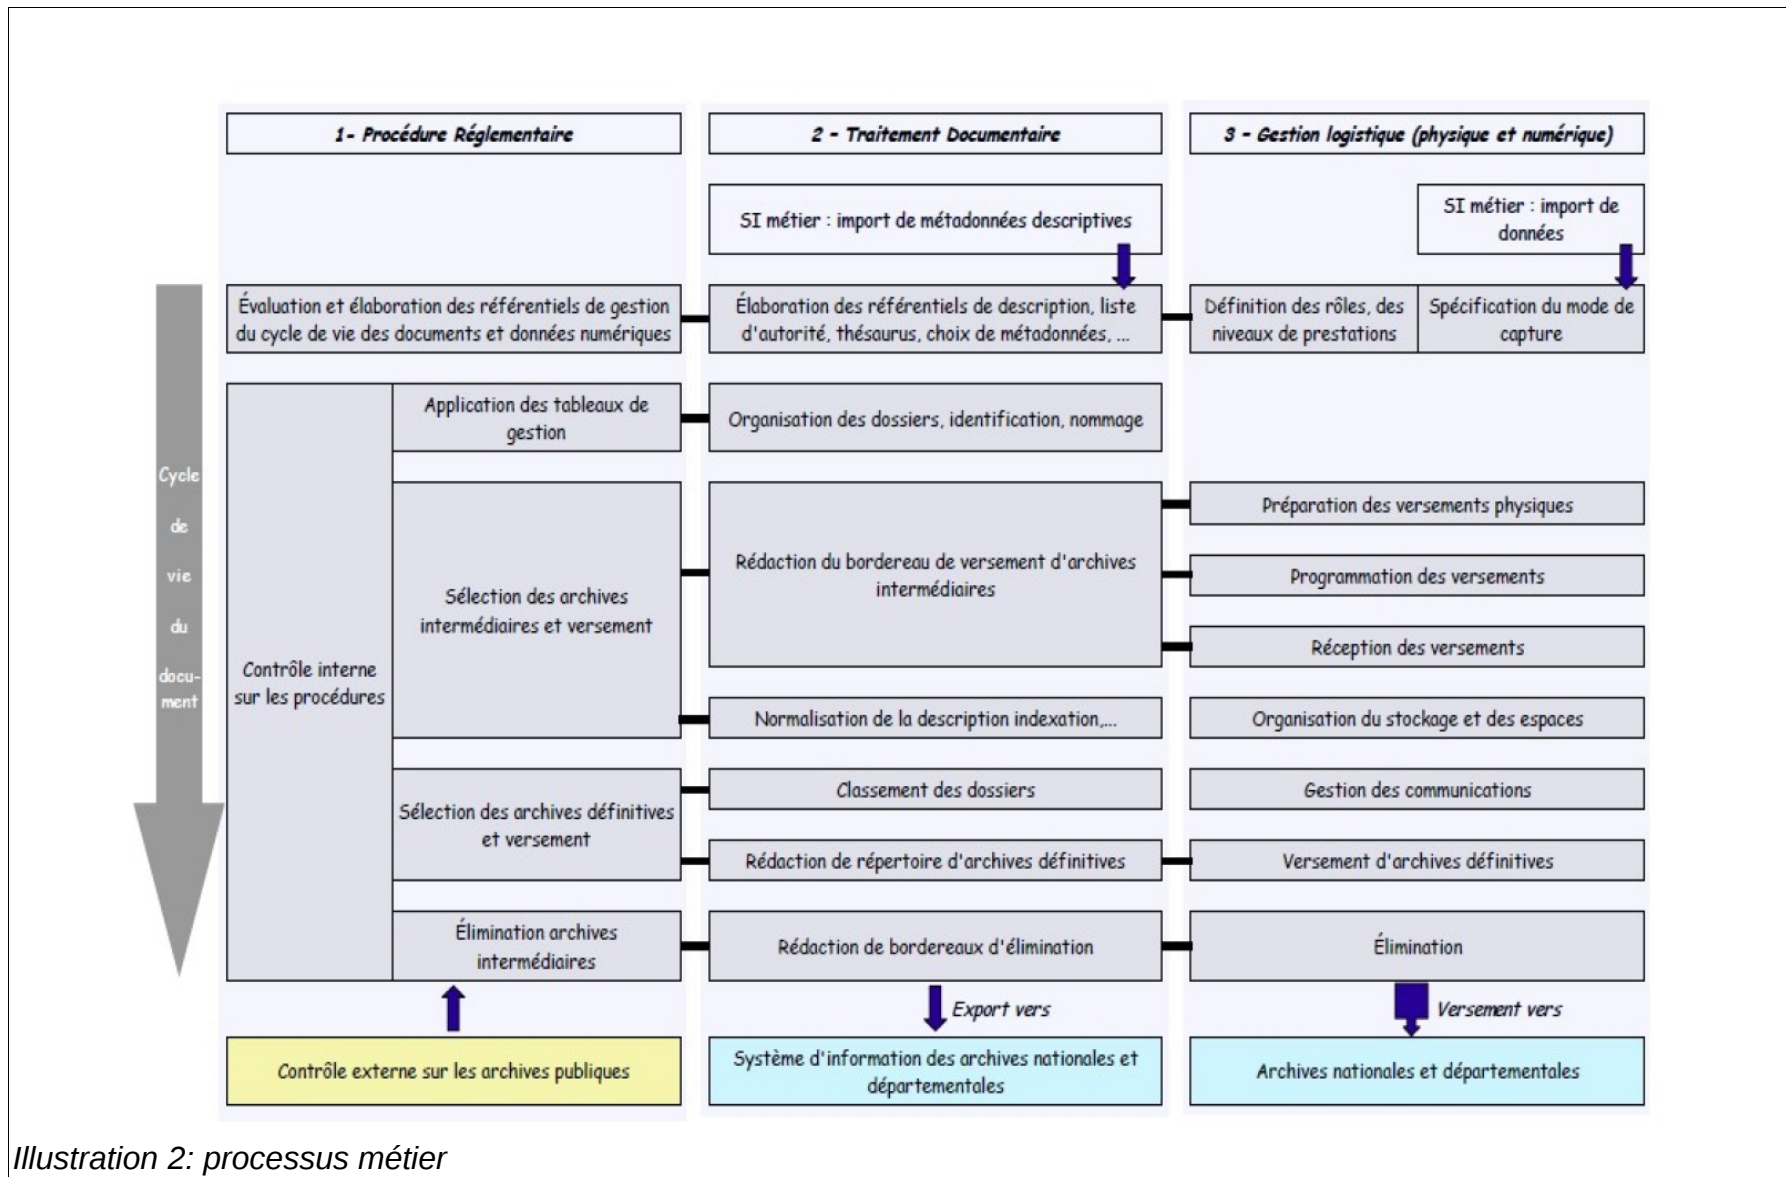 1- Procédure Réglementaire
2 - Traitement Documentaire
3 - Gestion logistique (physique et numérique)
SI métier : import de métadonnées descriptives
SI métier : import de
données
Évaluation et élaboration des référentiels de gestion
du cycle de vie des documents et données numériques
Élaboration des référentiels de description, liste
d'autorité, thésaurus, choix de métadonnées, ...
Définition des rôles, des
niveaux de prestations
Spécification du mode de
capture
Cycle
de
vie
du
docu-
ment
Contrôle interne
sur les procédures
Application des tableaux de
gestion
Organisation des dossiers, identification, nommage
Sélection des archives
intermédiaires et versement
Rédaction du bordereau de versement d'archives
intermédiaires
Préparation des versements physiques
Programmation des versements
Réception des versements
Normalisation de la description indexation,...
Organisation du stockage et des espaces
Sélection des archives définitives
et versement
Classement des dossiers
Gestion des communications
Rédaction de répertoire d'archives définitives
Versement d'archives définitives
Élimination archives
intermédiaires
Rédaction de bordereaux d'élimination
Élimination
Export vers
Versement vers
Contrôle externe sur les archives publiques
Système d'information des archives nationales et
départementales
Archives nationales et départementales
Illustration 2: processus métier